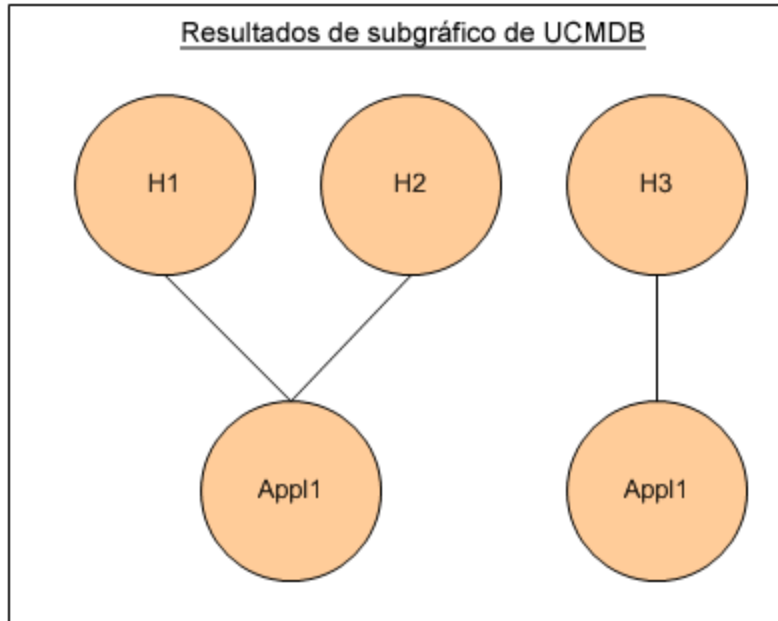 Resultados de subgráfico de UCMDB
H1
H2
H3
Appl1
Appl1